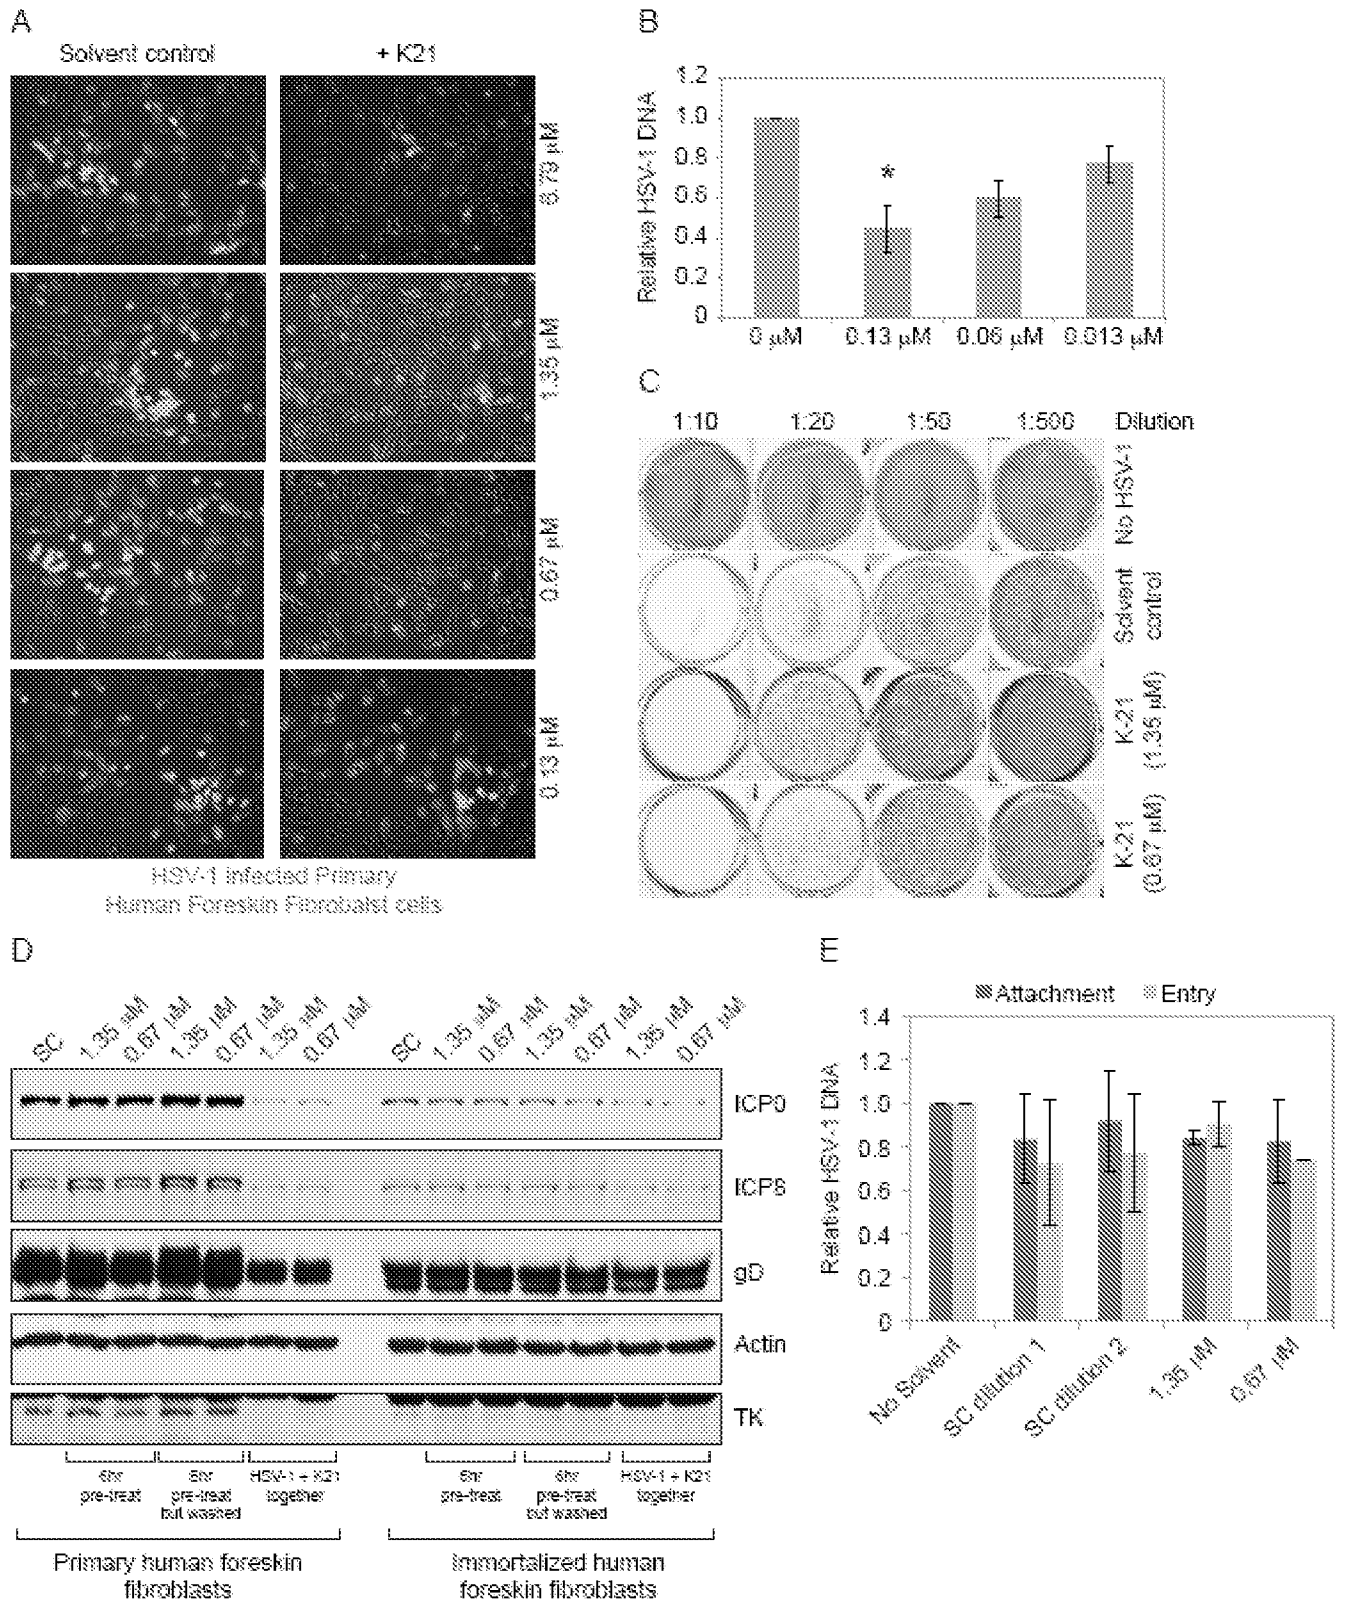 A
Solvent control
+ K21
6.79 µM
1.35 µM
0.67 µM
0.13 µM
HSV-1 infected Primary
Human Foreskin Fibrobalst cells
B
Relative HSV-1 DNA
1.2
1.0
0.8
0.6
0.4
0.2
0
*
0 µM
0.13 µM
0.06 µM
0.013 µM
C
1:10
1:20
1:50
1:500
Dilution
No HSV-1
Solvent
control
K-21
(1.35 µM)
K-21
(0.67 µM)
D
SC
1.35 µM
0.67 µM
1.35 µM
0.67 µM
1.35 µM
0.67 µM
SC
1.35 µM
0.67 µM
1.35 µM
0.67 µM
1.35 µM
0.67 µM
ICP0
ICP8
gD
Actin
TK
6hr
pre-treat
6hr
pre-treat
but washed
HSV-1 + K21
together
6hr
pre-treat
6hr
pre-treat
but washed
HSV-1 + K21
together
Primary human foreskin
fibroblasts
Immortalized human
foreskin fibroblasts
E
Attachment
Entry
Relative HSV-1 DNA
1.4
1.2
1.0
0.8
0.6
0.4
0.2
0
No Solvent
SC dilution 1
SC dilution 2
1.35 µM
0.67 µM